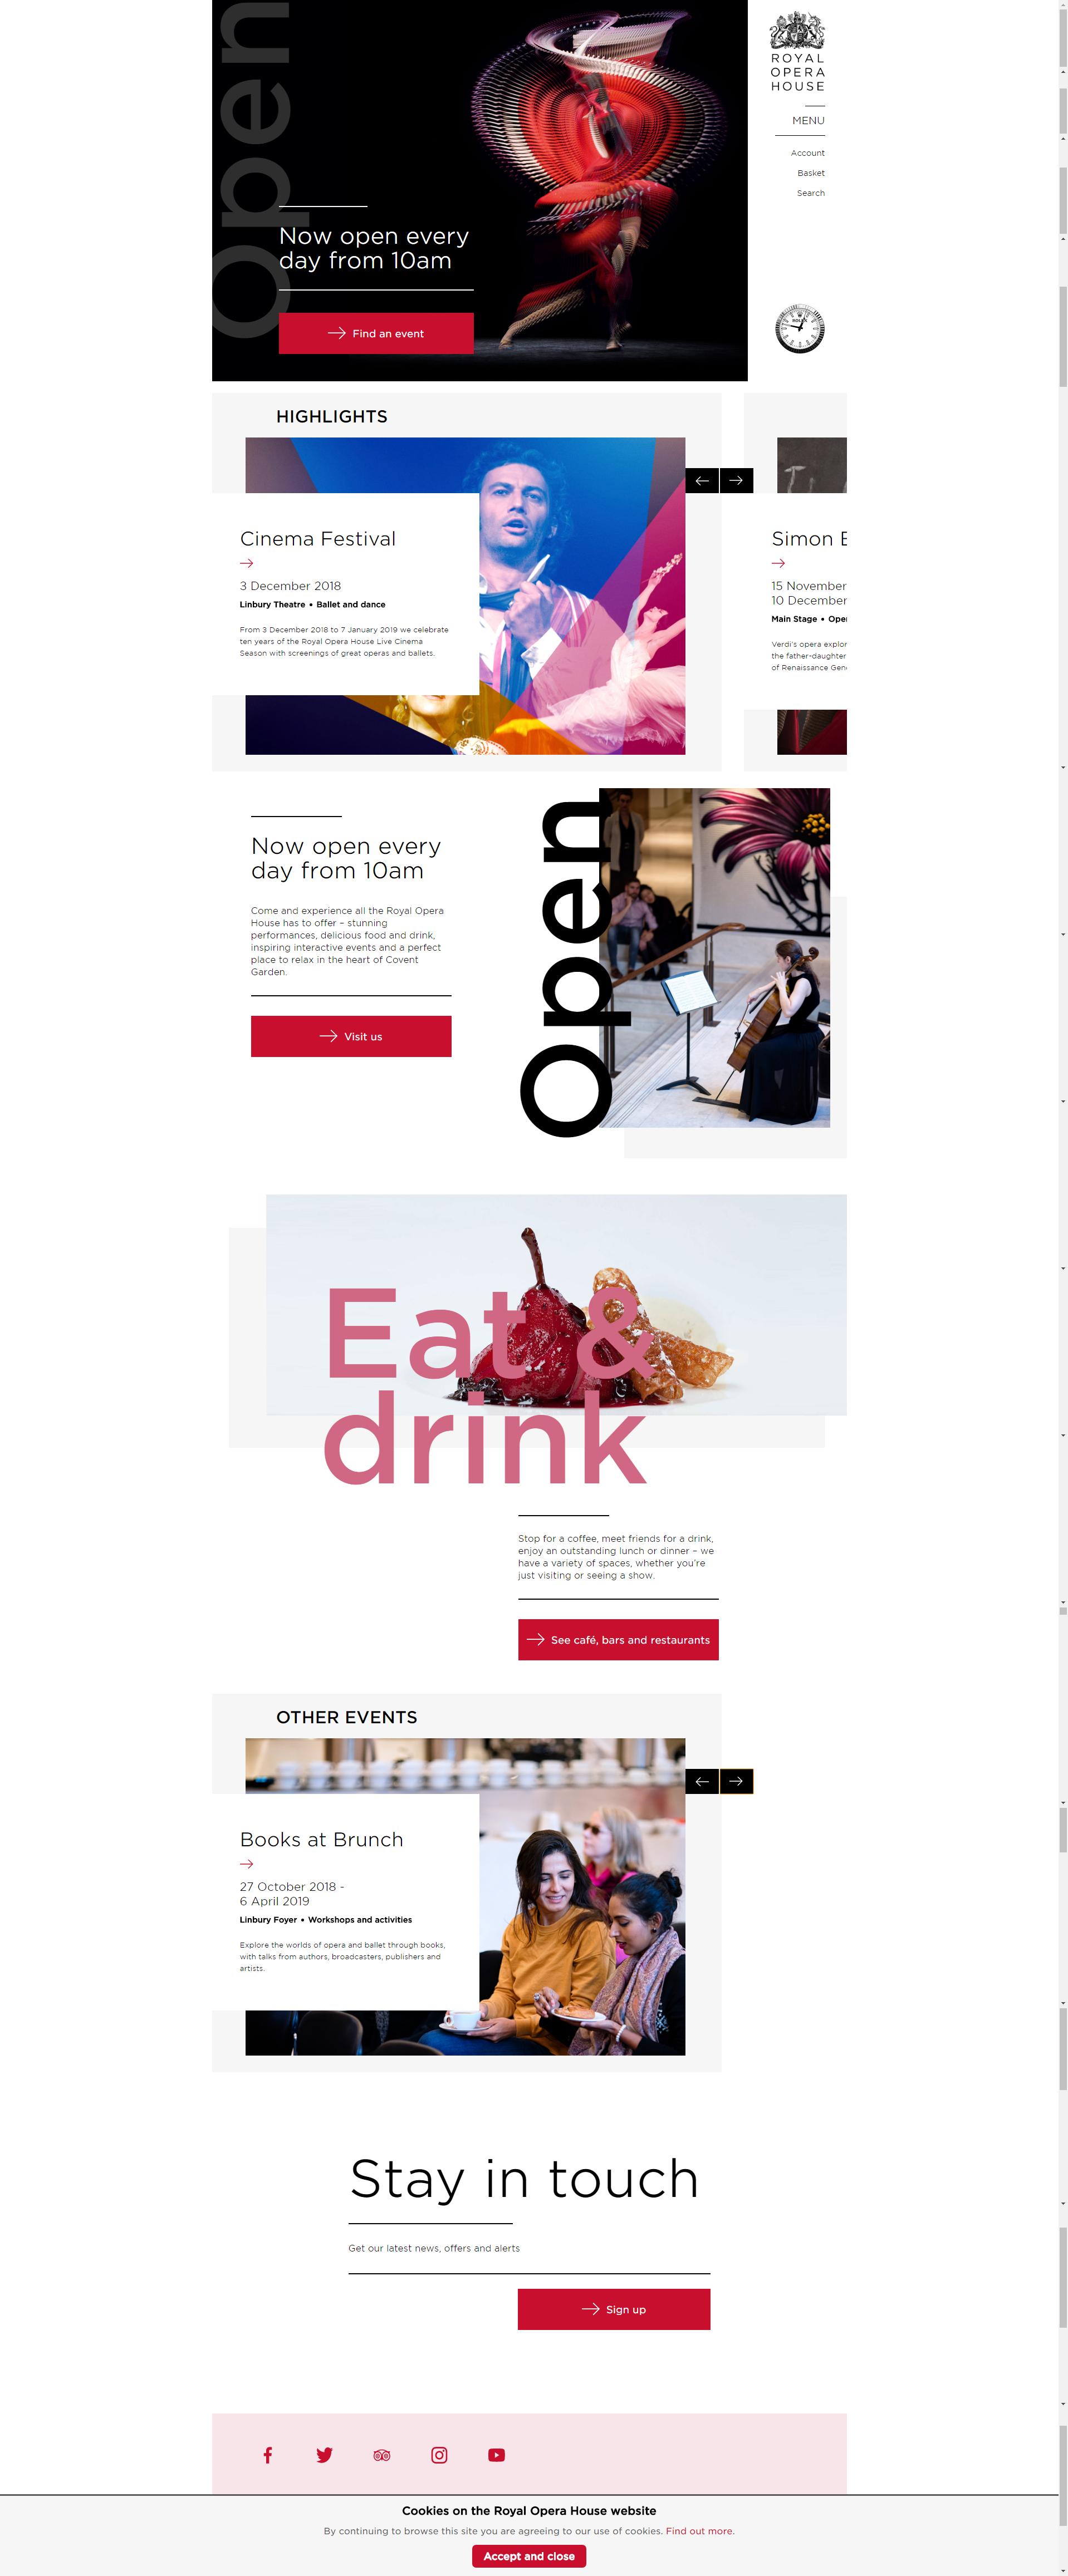 Open
Now open every
day from 10am
Find an event
ROYAL
OPERA
HOUSE
MENU
Account
Basket
Search
ROLEX
HIGHLIGHTS
Cinema Festival
3 December 2018
Linbury Theatre • Ballet and dance
From 3 December 2018 to 7 January 2019 we celebrate
ten years of the Royal Opera House Live Cinema
Season with screenings of great operas and ballets.
Simon
15 November
10 December
Main Stage •
Verdi's opera
the father-daughter
of Renaissance
Now open every
day from 10am
Come and experience all the Royal Opera
House has to offer – stunning
performances, delicious food and drink,
inspiring interactive events and a perfect
place to relax in the heart of Covent
Garden.
Visit us
Open
Eat &
drink
Stop for a coffee, meet friends for a drink,
enjoy an outstanding lunch or dinner – we
have a variety of spaces, whether you're
just visiting or seeing a show.
See café, bars and restaurants
OTHER EVENTS
Books at Brunch
27 October 2018 -
6 April 2019
Linbury Foyer • Workshops and activities
Explore the worlds of opera and ballet through books,
with talks from authors, broadcasters, publishers and
artists.
Stay in touch
Get our latest news, offers and alerts
Sign up
Cookies on the Royal Opera House website
By continuing to browse this site you are agreeing to our use of cookies. Find out more.
Accept and close